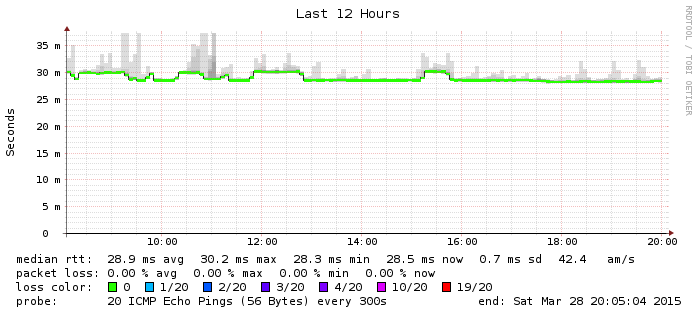 Last 12 Hours
RRDTOOL / TOBI OETIKER
Seconds
35 m
30 m
25 m
20 m
15 m
10 m
5 m
0
10:00 12:00 14:00 16:00 18:00 20:00
median rtt: 28.9 ms avg 30.2 ms max 28.3 ms min 28.5 ms now 0.7 ms sd 42.4 am/s
packet loss: 0.00 % avg 0.00 % max 0.00 % min 0.00 % now
loss color: 0 1/20 2/20 3/20 4/20 10/20 19/20
probe: 20 ICMP Echo Pings (56 Bytes) every 300s end: Sat Mar 28 20:05:04 2015